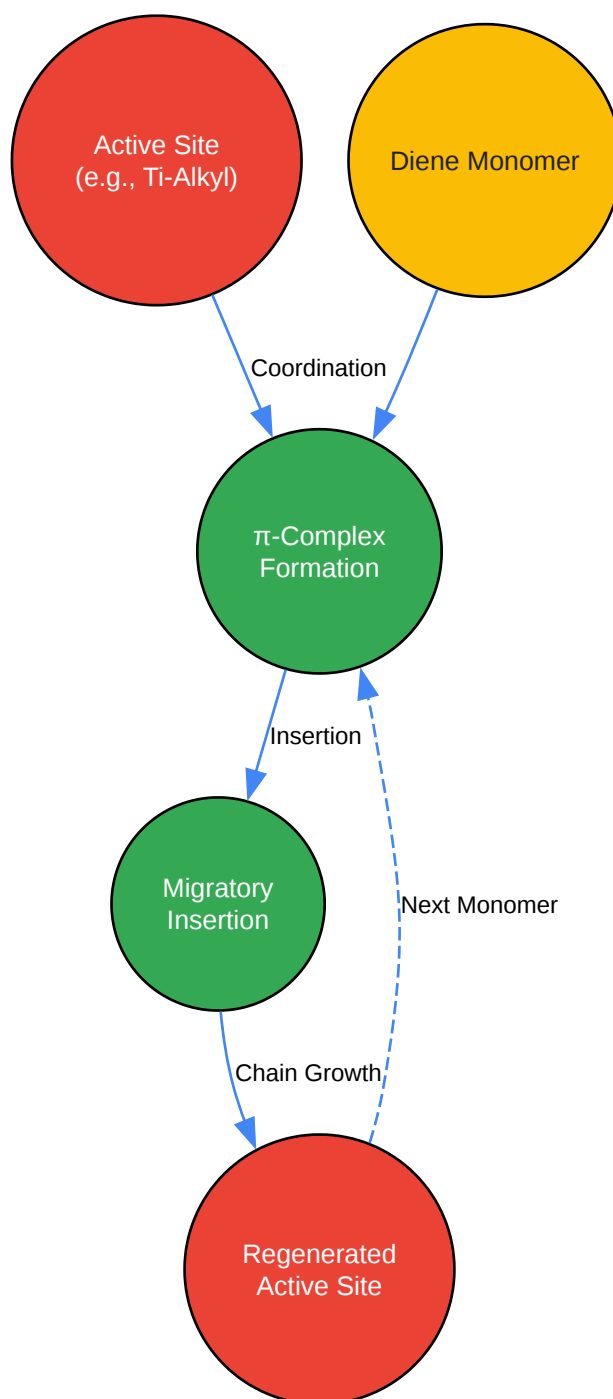 Active Site
(e.g., Ti-Alkyl)
Diene Monomer
Coordination
π-Complex
Formation
Insertion
Migratory
Insertion
Next Monomer
Chain Growth
Regenerated
Active Site